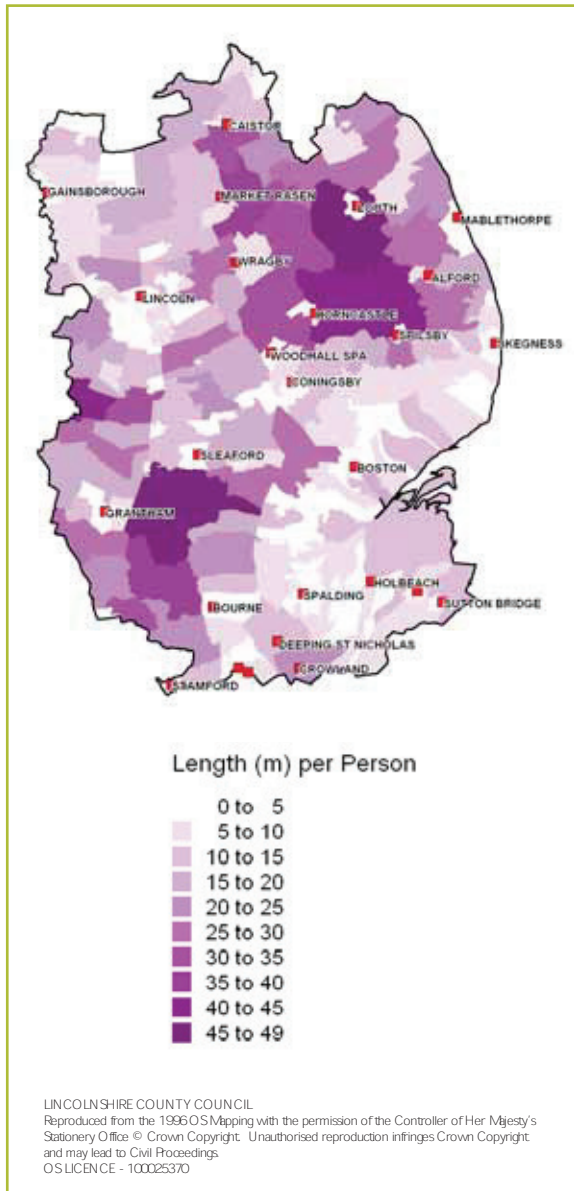 CAISTOR
GAINSBOROUGH
MARKET RASEN
LOUTH
MABLETHORPE
WRAGBY
ALFORD
LINCOLN
HORNCASTLE
SPILSBY
SKEGNESS
WOODHALL SPA
CONINGSBY
SLEAFORD
BOSTON
GRANTHAM
HOLBEACH
SPALDING
SUTTON BRIDGE
BOURNE
DEEPING ST NICHOLAS
CROWLAND
STAMFORD
Length (m) per Person
0 to 5
5 to 10
10 to 15
15 to 20
20 to 25
25 to 30
30 to 35
35 to 40
40 to 45
45 to 49
LINCOLNSHIRE COUNTY COUNCIL
Reproduced from the 1996 OS Mapping with the permission of the Controller of Her Majesty's
Stationery Office © Crown Copyright. Unauthorised reproduction infringes Crown Copyright
and may lead to Civil Proceedings.
OS LICENCE - 100025370